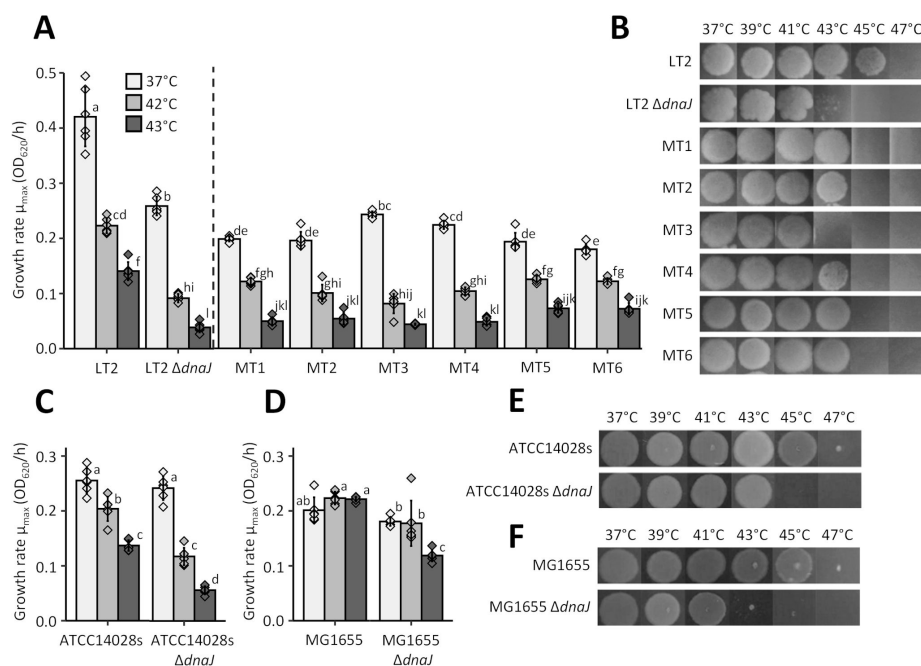 A
Growth rate μmax (OD620/h)
0.5
0.4
0.3
0.2
0.1
0.0
37°C
42°C
43°C
a
cd
f
b
hi
l
de
fgh
jkl
de
ghi
jkl
bc
hij
kl
cd
ghi
kl
de
fg
ijk
e
fg
ijk
LT2
LT2 ΔdnaJ
MT1
MT2
MT3
MT4
MT5
MT6
B
37°C 39°C 41°C 43°C 45°C 47°C
LT2
LT2 ΔdnaJ
MT1
MT2
MT3
MT4
MT5
MT6
C
Growth rate μmax (OD620/h)
0.3
0.2
0.1
0.0
a
b
c
a
c
d
ATCC14028s
ATCC14028s
ΔdnaJ
D
Growth rate μmax (OD620/h)
0.3
0.2
0.1
0.0
ab
a
a
b
b
c
MG1655
MG1655
ΔdnaJ
E
37°C 39°C 41°C 43°C 45°C 47°C
ATCC14028s
ATCC14028s ΔdnaJ
F
37°C 39°C 41°C 43°C 45°C 47°C
MG1655
MG1655 ΔdnaJ